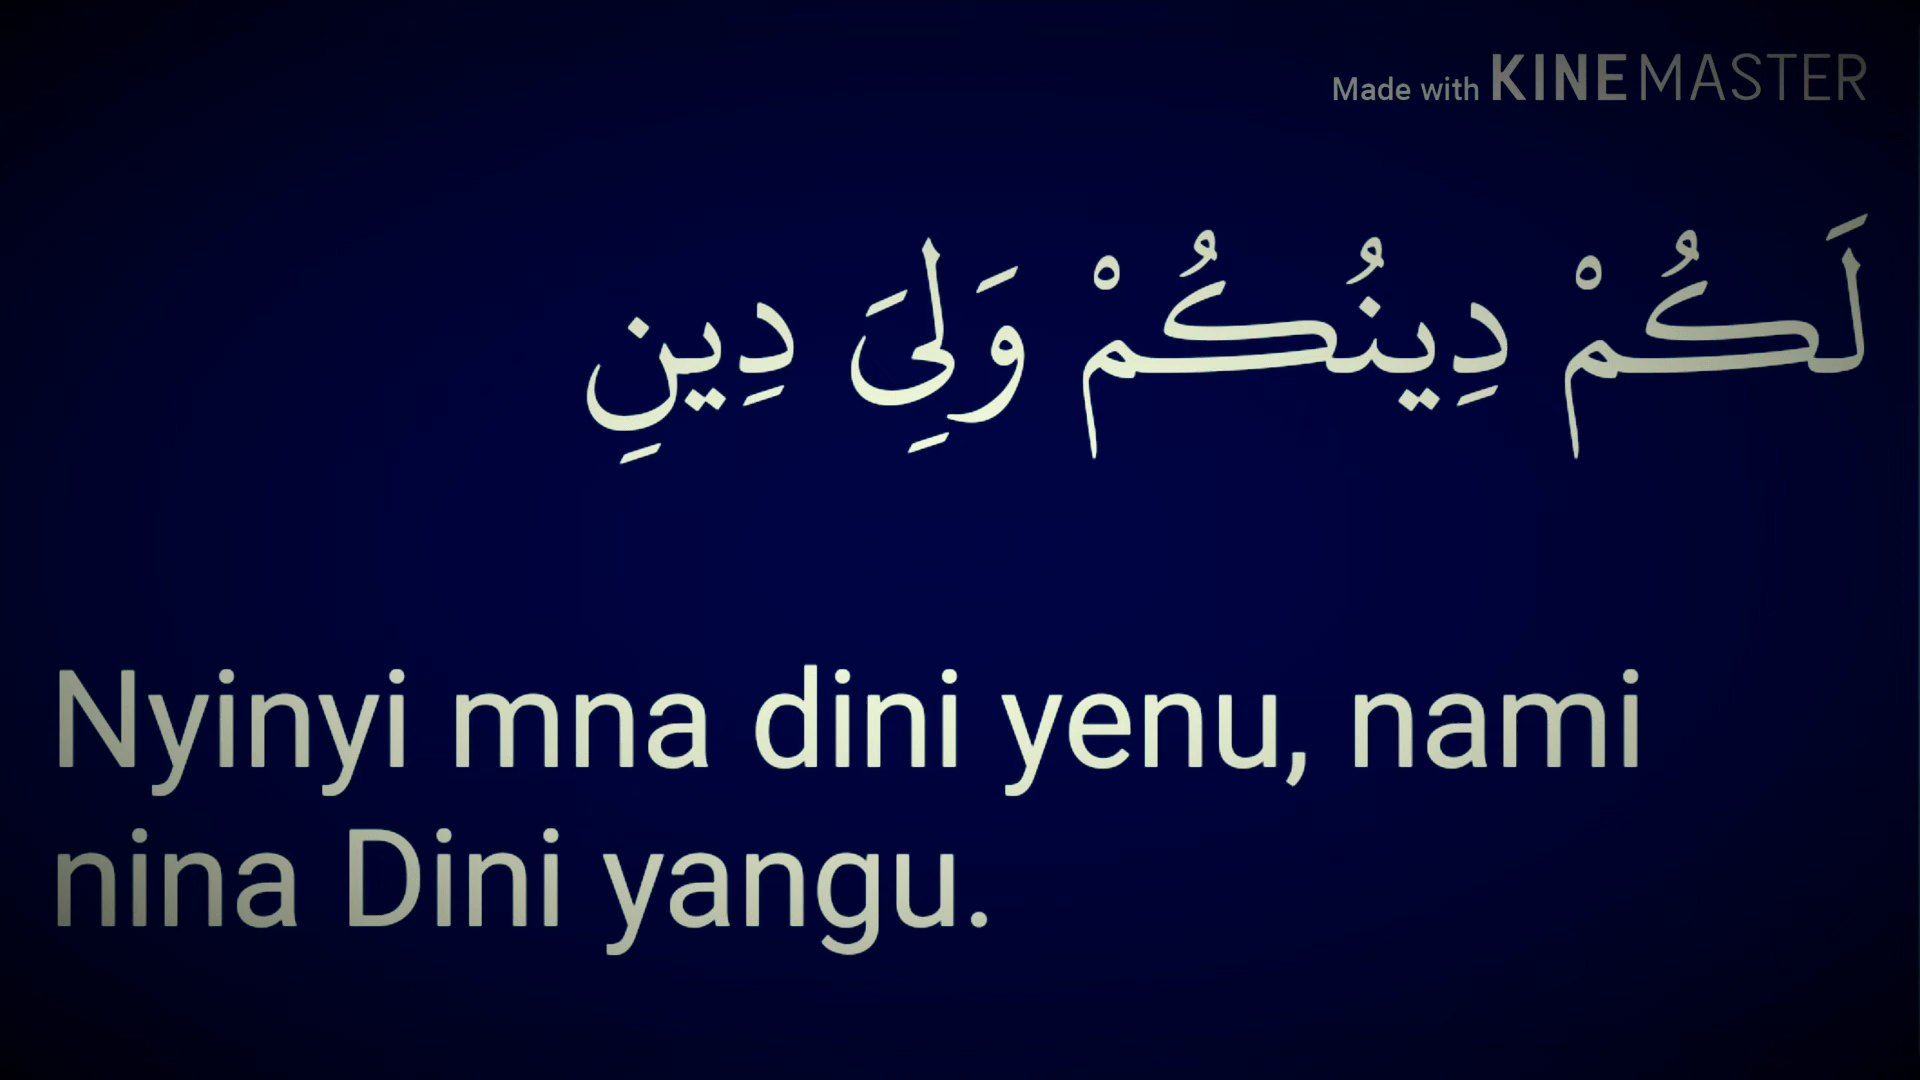 Made with KINEMASTER
لَكُمْ دِينُكُمْ وَلِيَ دِينِ
Nyinyi mna dini yenu, nami
nina Dini yangu.